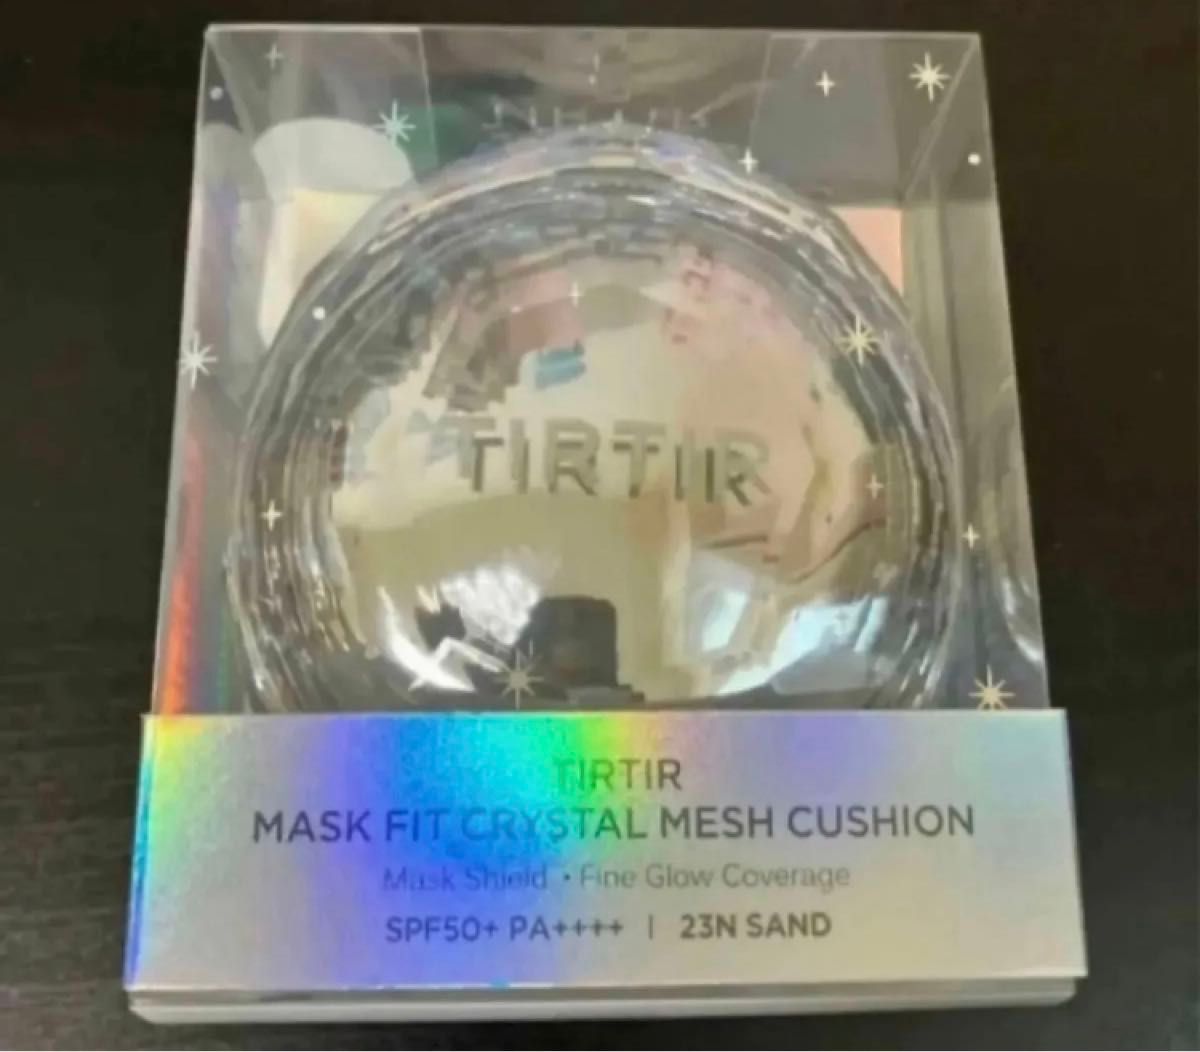 TIRTIR
TIRTIR
MASK FIT CRYSTAL MESH CUSHION
Mask Shield • Fine Glow Coverage
SPF50+ PA++++ | 23N SAND